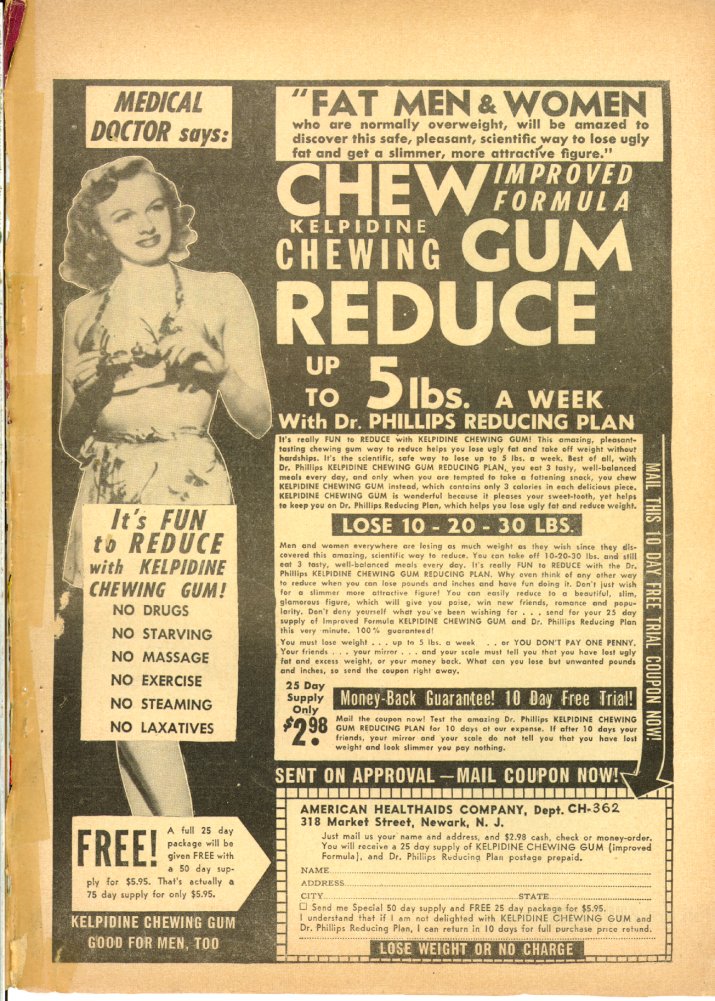 MEDICAL
DOCTOR says:
"FAT MEN & WOMEN
who are normally overweight, will be amazed to
discover this safe, pleasant, scientific way to lose ugly
fat and get a slimmer, more attractive figure."
CHEW IMPROVED
FORMULA
KELPIDINE
CHEWING GUM
REDUCE
UP
TO 5 lbs. A WEEK
With Dr. PHILLIPS REDUCING PLAN
It's really FUN to REDUCE with KELPIDINE CHEWING GUM! This amazing, pleasant-
tasting chewing gum way to reduce helps you lose ugly fat and take off weight without
hardships. It's the scientific, safe way to lose up to 5 lbs. a week. Best of all, with
Dr. Phillips KELPIDINE CHEWING GUM REDUCING PLAN, you eat 3 tasty, well-balanced
meals every day, and only when you are tempted to take a fattening snack, you chew
KELPIDINE CHEWING GUM instead, which contains only 3 calories in each delicious piece.
KELPIDINE CHEWING GUM is wonderful because it pleases your sweet-tooth, yet helps
to keep you on Dr. Phillips Reducing Plan, which helps you lose ugly fat and reduce weight.
LOSE 10 - 20 - 30 LBS.
Men and women everywhere are losing as much weight as they wish since they dis-
covered this amazing, scientific way to reduce. You can take off 10-20-30 lbs. and still
eat 3 tasty, well-balanced meals every day. It's really FUN to REDUCE with the Dr.
Phillips KELPIDINE CHEWING GUM REDUCING PLAN. Why even think of any other way
to reduce when you can lose pounds and inches and have fun doing it. Don't just wish
for a slimmer more attractive figure! You can easily reduce to a beautiful, slim,
glamorous figure, which will give you poise, win new friends, romance and popu-
larity. Don't deny yourself what you've been wishing for . . . send for your 25 day
supply of Improved Formula KELPIDINE CHEWING GUM and Dr. Phillips Reducing Plan
this very minute. 100% guaranteed!
You must lose weight . . . up to 5 lbs. a week . . . or YOU DON'T PAY ONE PENNY.
Your friends . . . your mirror . . . and your scale must tell you that you have lost ugly
fat and excess weight, or your money back. What can you lose but unwanted pounds
and inches, so send the coupon right away.
MAIL THIS 10 DAY FREE TRIAL COUPON NOW!
It's FUN
to REDUCE
with KELPIDINE
CHEWING GUM!
NO DRUGS
NO STARVING
NO MASSAGE
NO EXERCISE
NO STEAMING
NO LAXATIVES
25 Day
Supply
Only
$2.98
Money-Back Guarantee! 10 Day Free Trial!
Mail the coupon now! Test the amazing Dr. Phillips KELPIDINE CHEWING
GUM REDUCING PLAN for 10 days at our expense. If after 10 days your
friends, your mirror and your scale do not tell you that you have lost
weight and look slimmer you pay nothing.
SENT ON APPROVAL — MAIL COUPON NOW!
FREE!
A full 25 day
package will be
given FREE with
a 50 day sup-
ply for $5.95. That's actually a
75 day supply for only $5.95.
KELPIDINE CHEWING GUM
GOOD FOR MEN, TOO
AMERICAN HEALTHAIDS COMPANY, Dept. CH-362
318 Market Street, Newark, N. J.
Just mail us your name and address, and $2.98 cash, check or money-order.
You will receive a 25 day supply of KELPIDINE CHEWING GUM (improved
Formula), and Dr. Phillips Reducing Plan postage prepaid.
NAME
ADDRESS
CITY STATE
☐ Send me Special 50 day supply and FREE 25 day package for $5.95.
I understand that if I am not delighted with KELPIDINE CHEWING GUM and
Dr. Phillips Reducing Plan, I can return in 10 days for full purchase price refund.
LOSE WEIGHT OR NO CHARGE